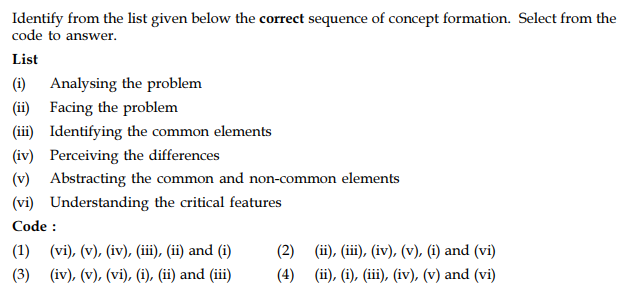 Identify from the list given below the correct sequence of concept formation. Select from the
code to answer.
List
(i) Analysing the problem
(ii) Facing the problem
(iii) Identifying the common elements
(iv) Perceiving the differences
(v) Abstracting the common and non-common elements
(vi) Understanding the critical features
Code :
(1) (vi), (v), (iv), (iii), (ii) and (i) (2) (ii), (iii), (iv), (v), (i) and (vi)
(3) (iv), (v), (vi), (i), (ii) and (iii) (4) (ii), (i), (iii), (iv), (v) and (vi)